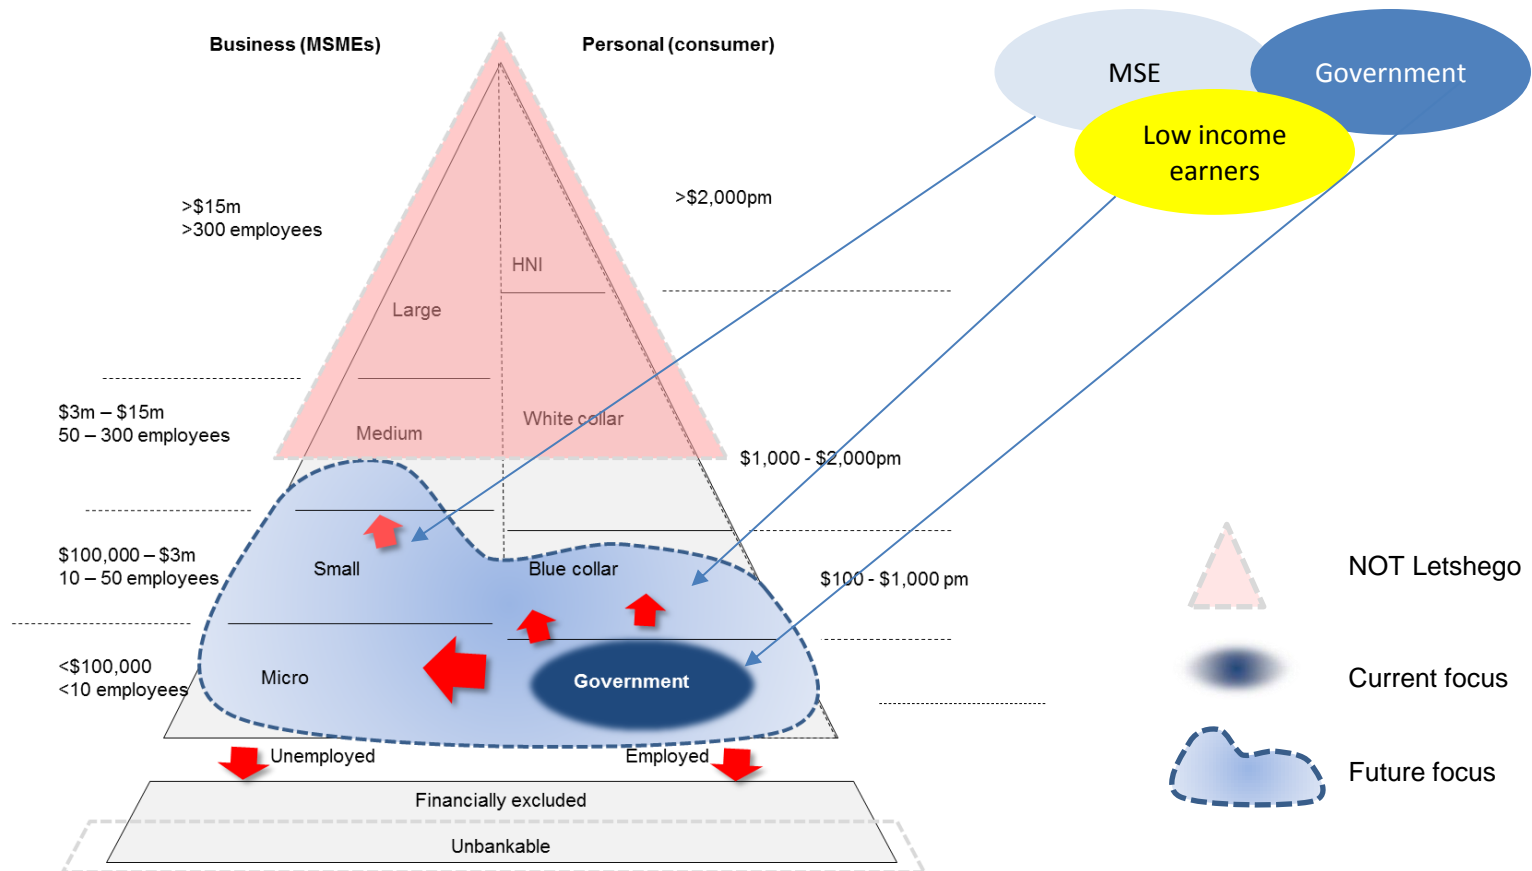 Business (MSMEs)
Personal (consumer)
MSE
Government
Low income
earners
>$15m
>300 employees
>$2,000pm
HNI
Large
$3m – $15m
50 – 300 employees
Medium
White collar
$1,000 - $2,000pm
$100,000 – $3m
10 – 50 employees
Small
Blue collar
$100 - $1,000 pm
<$100,000
<10 employees
Micro
Government
Unemployed
Employed
Financially excluded
Unbankable
NOT Letshego
Current focus
Future focus